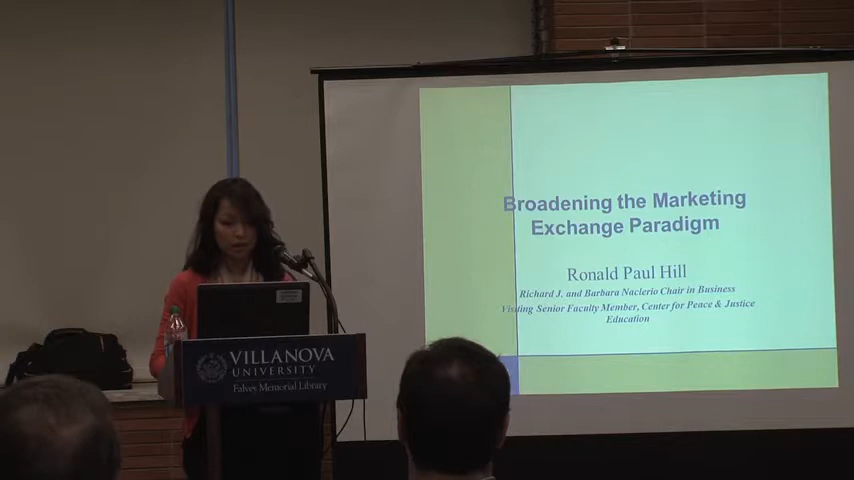 Broadening the Marketing
Exchange Paradigm
Ronald Paul Hill
Richard J. and Barbara Naclerio Chair in Business
Visiting Senior Faculty Member, Center for Peace & Justice
Education
VILLANOVA
UNIVERSITY
Falvey Memorial Library